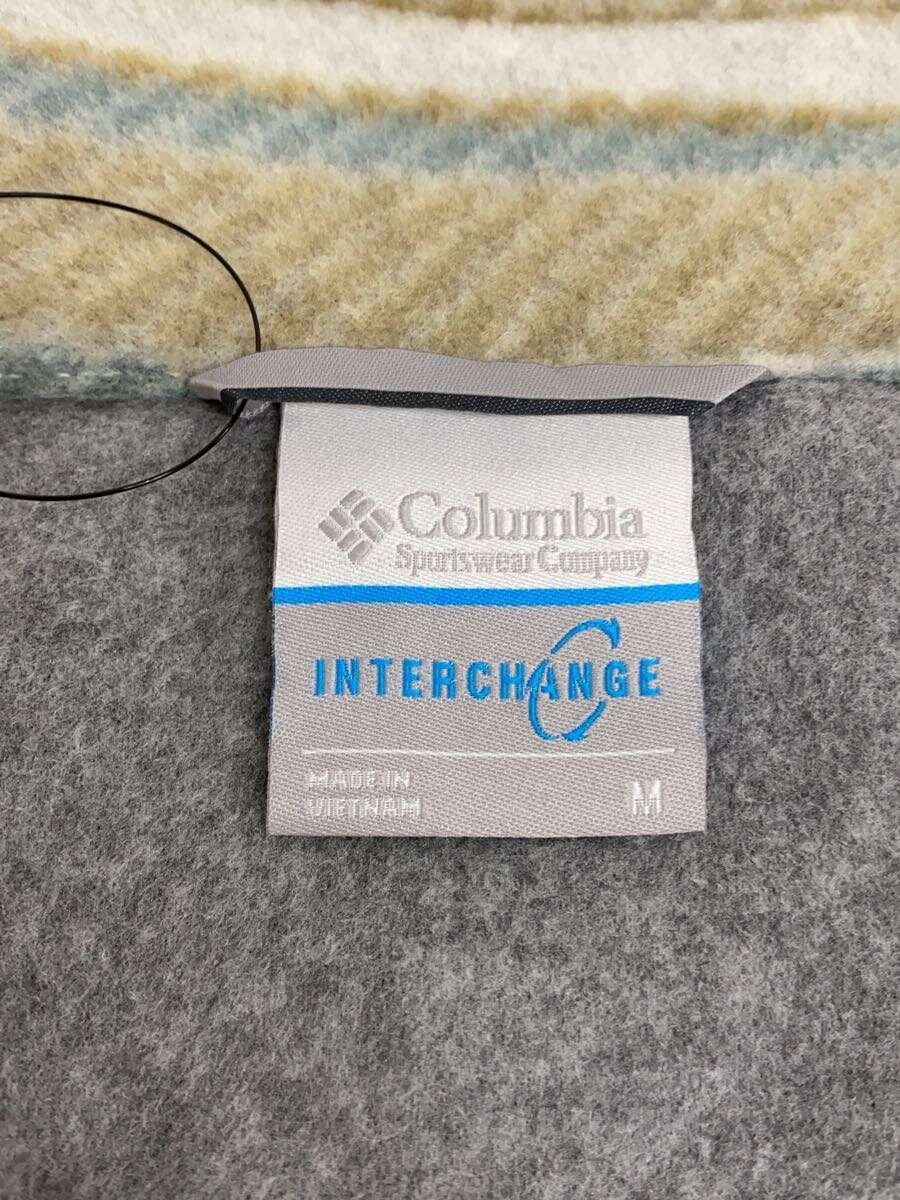 Columbia
Sportswear Company
INTERCHANGE
MADE IN
VIETNAM
M